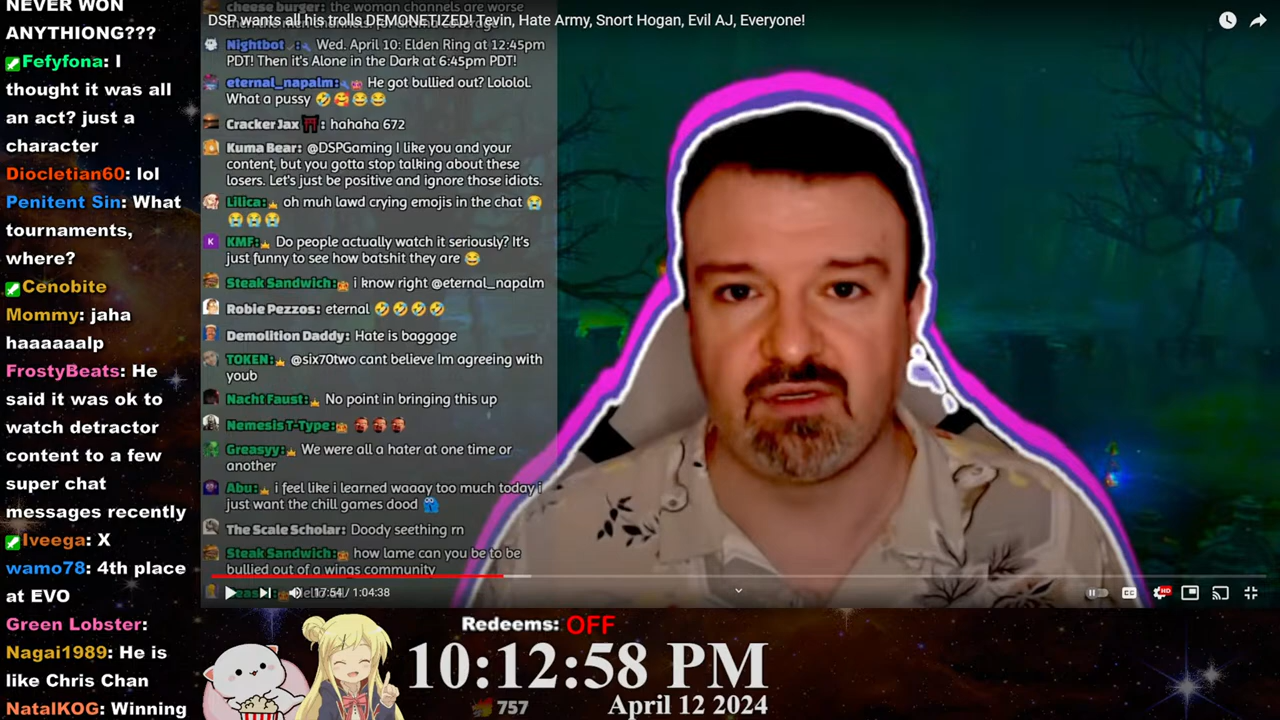 NEVER WON
ANYTHIONG???
Fefyfona: I
thought it was all
an act? just a
character
Diocletian60: lol
Penitent Sin: What
tournaments,
where?
Cenobite
Mommy: jaha
haaaaaalp
FrostyBeats: He
said it was ok to
watch detractor
content to a few
super chat
messages recently
Iveega: X
wamo78: 4th place
at EVO
Green Lobster:
Nagai1989: He is
like Chris Chan
NatalKOG: Winning
DSP wants all his trolls DEMONETIZED! Tevin, Hate Army, Snort Hogan, Evil AJ, Everyone!
cheese burger: the woman channels are worse
Nightbot: Wed. April 10: Elden Ring at 12:45pm
PDT! Then it's Alone in the Dark at 6:45pm PDT!
eternal_napalm: He got bullied out? Lololol.
What a pussy 🤣🥰😂😂
CrackerJax ⛩: hahaha 672
Kuma Bear: @DSPGaming I like you and your
content, but you gotta stop talking about these
losers. Let's just be positive and ignore those idiots.
Lilica: oh muh lawd crying emojis in the chat 😭
😭😭😭
K KMF: Do people actually watch it seriously? It's
just funny to see how batshit they are 😂
Steak Sandwich: i know right @eternal_napalm
Robie Pezzos: eternal 🤣🤣🤣🤣
Demolition Daddy: Hate is baggage
TOKEN: @six70two cant believe Im agreeing with
youb
Nacht Faust: No point in bringing this up
Nemesis T-Type:
Greasyy: We were all a hater at one time or
another
Abu: i feel like i learned waaay too much today i
just want the chill games dood
The Scale Scholar: Doody seething rn
Steak Sandwich: how lame can you be to be
bullied out of a wings community
17:54 / 1:04:38
CC
HD
Redeems: OFF
10:12:58 PM
757
April 12 2024